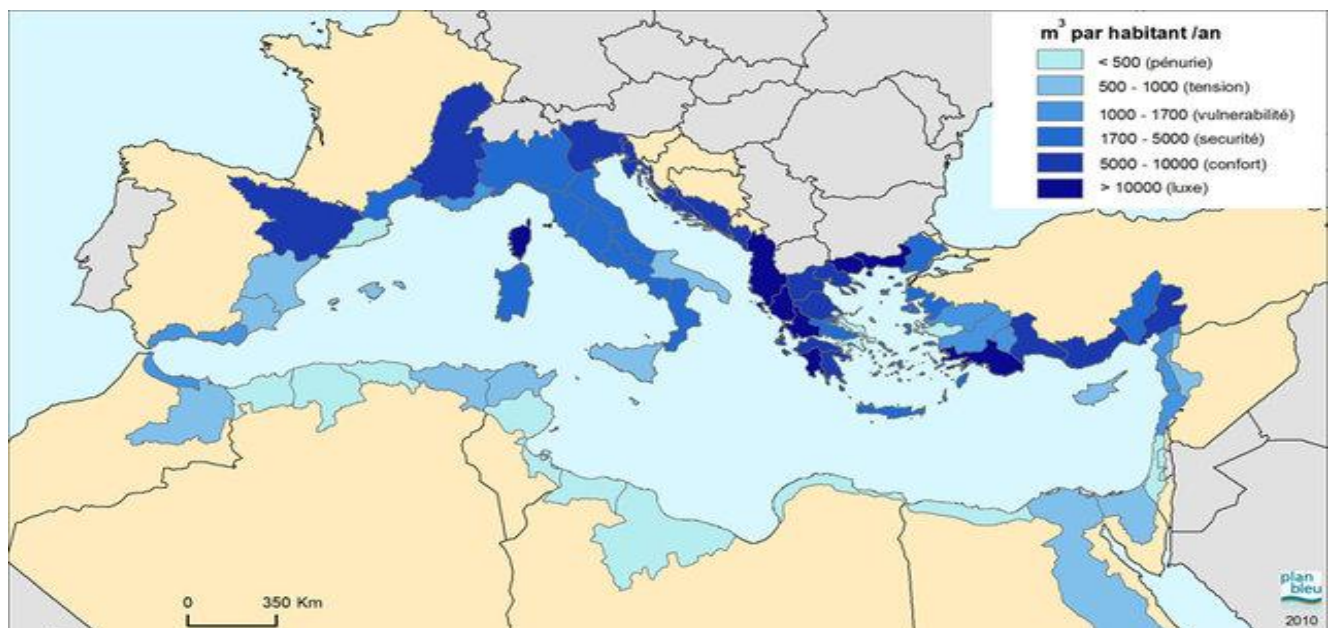 m³ par habitant /an
< 500 (pénurie)
500 - 1000 (tension)
1000 - 1700 (vulnerabilité)
1700 - 5000 (securité)
5000 - 10000 (confort)
> 10000 (luxe)
0 350 Km
plan
bleu
2010